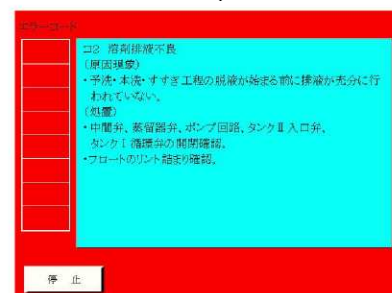 エラーコード
コ2 溶剤排液不良
(原因現象)
・予洗・本洗・すすぎ工程の脱液が始まる前に排液が充分に行
われていない。
(処置)
・中間弁、蒸留器弁、ポンプ回路、タンクⅡ入口弁、
タンクⅠ循環弁の開閉確認。
・フロートのリント詰まり確認。
停 止